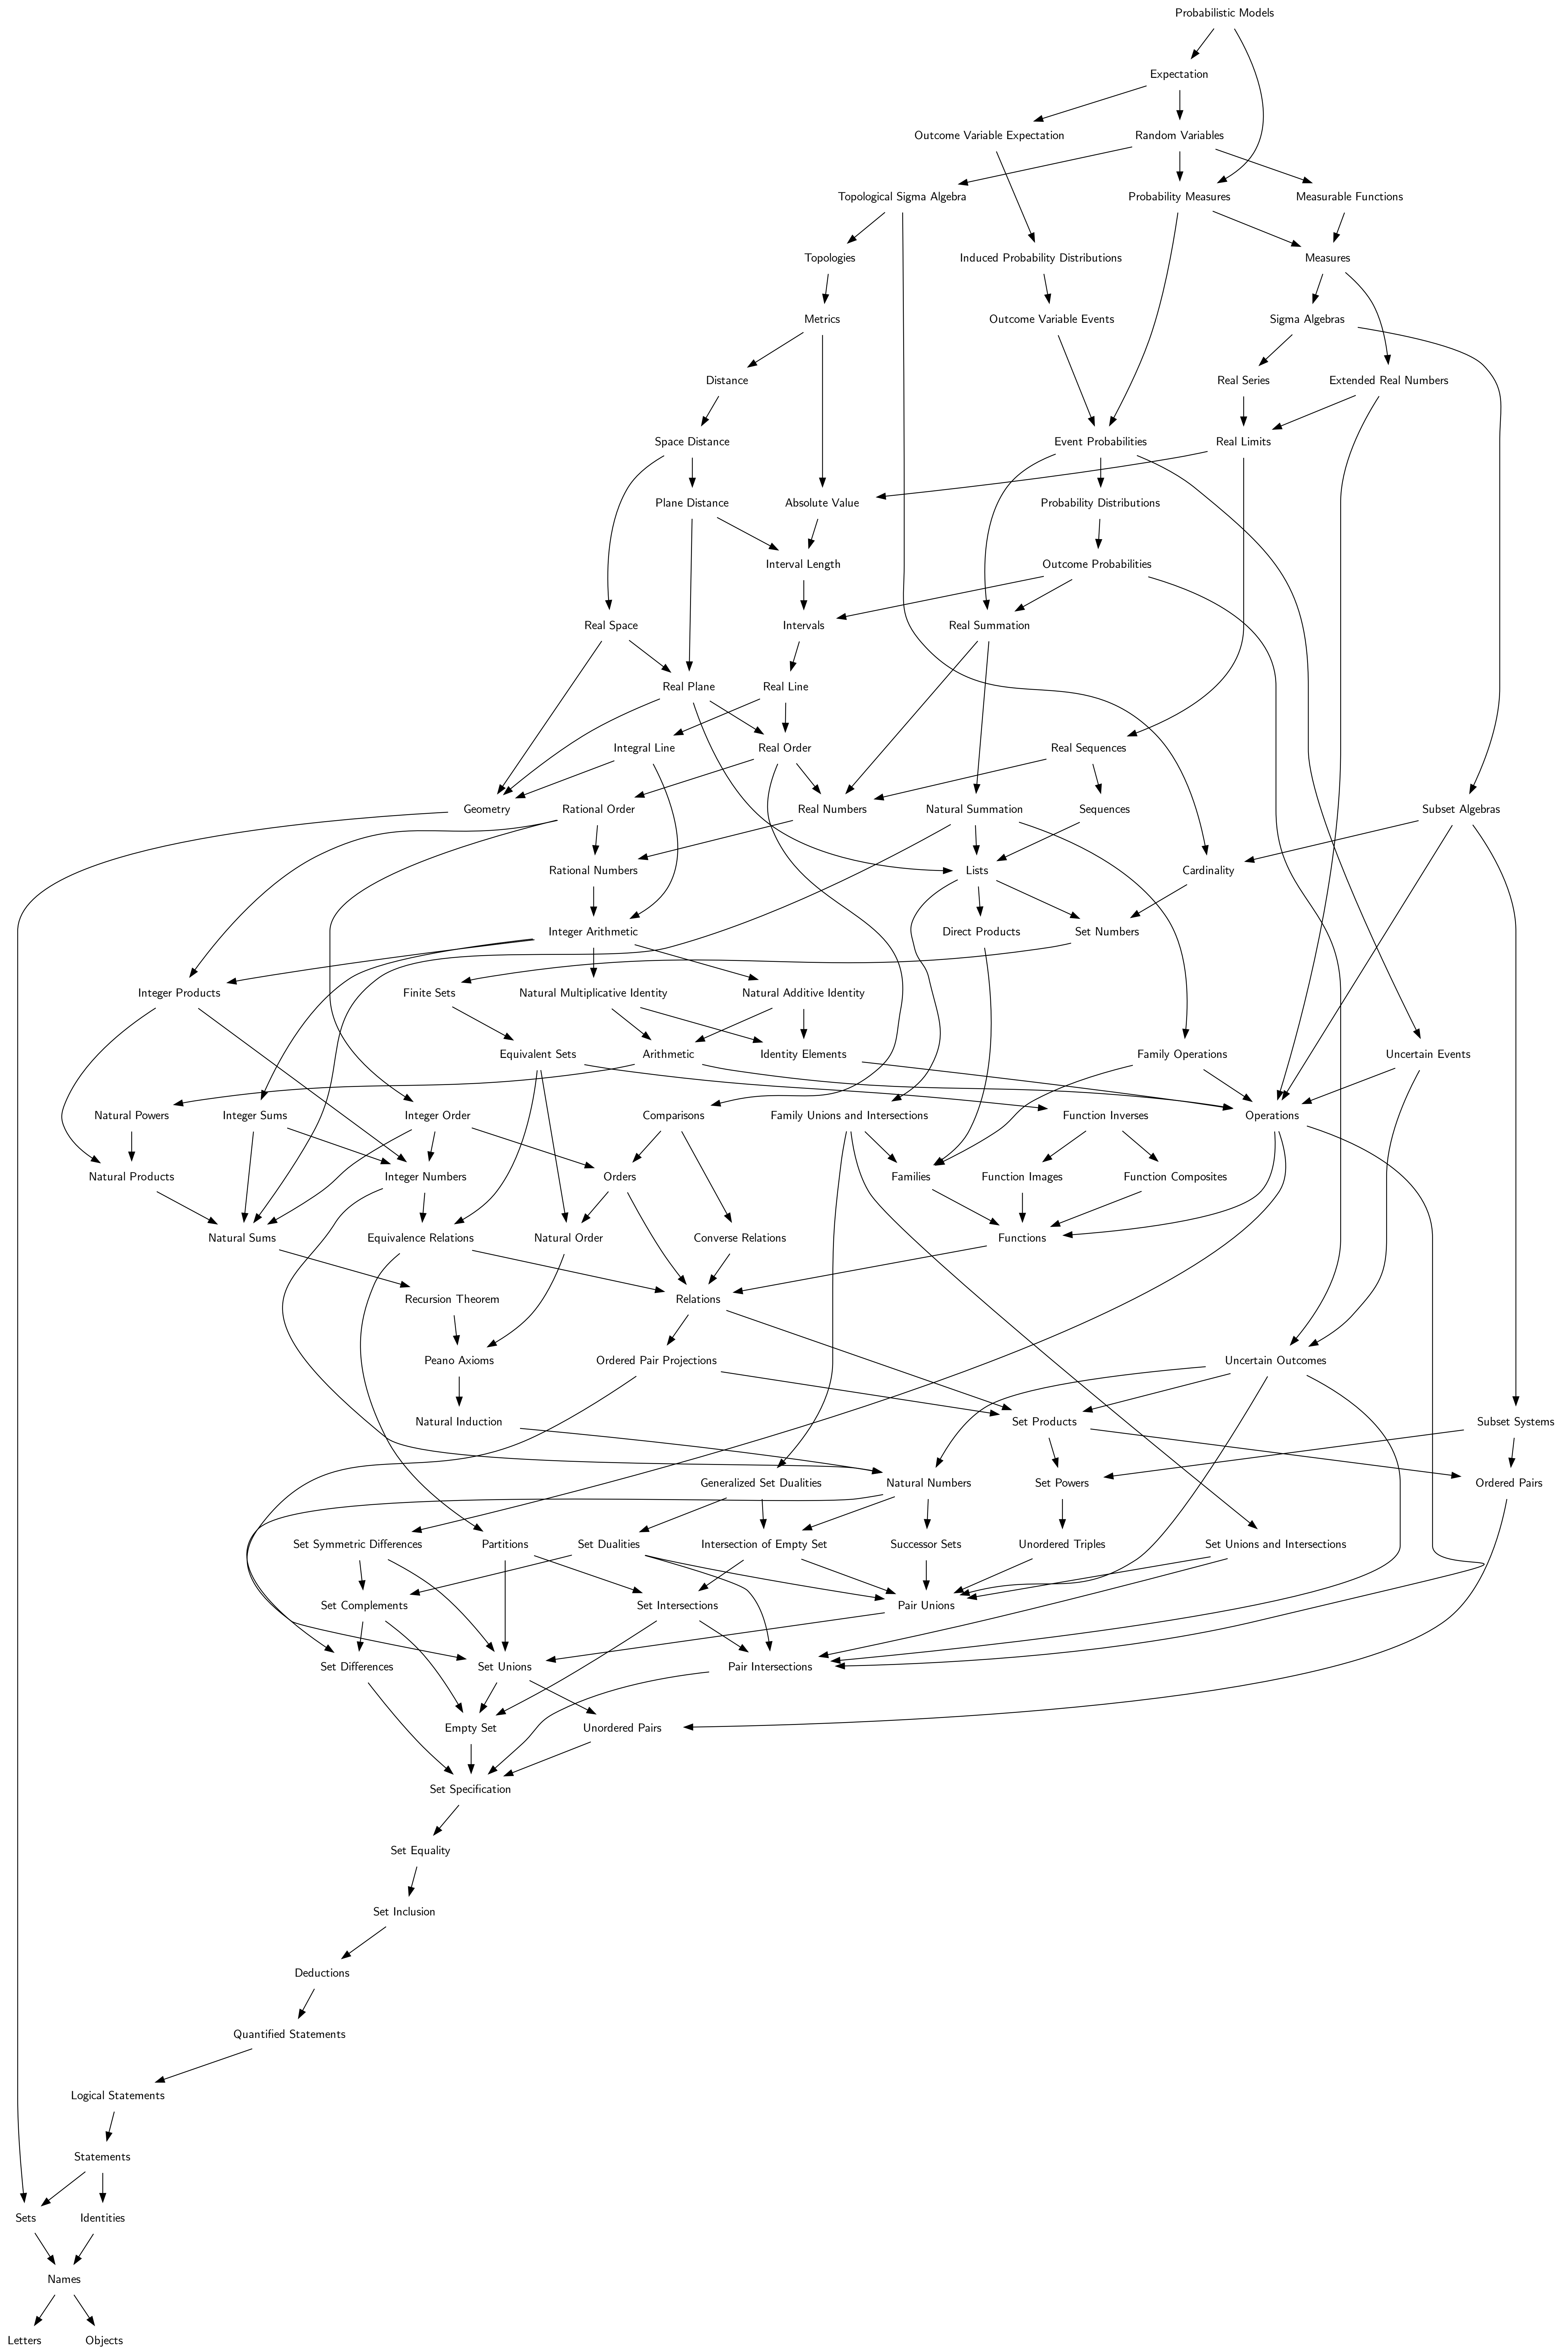 Probabilistic Models
Expectation
Outcome Variable Expectation
Random Variables
Topological Sigma Algebra
Probability Measures
Measurable Functions
Topologies
Induced Probability Distributions
Measures
Metrics
Outcome Variable Events
Sigma Algebras
Distance
Real Series
Extended Real Numbers
Space Distance
Event Probabilities
Real Limits
Plane Distance
Absolute Value
Probability Distributions
Interval Length
Outcome Probabilities
Real Space
Intervals
Real Summation
Real Plane
Real Line
Integral Line
Real Order
Real Sequences
Geometry
Rational Order
Real Numbers
Natural Summation
Sequences
Subset Algebras
Rational Numbers
Lists
Cardinality
Integer Arithmetic
Direct Products
Set Numbers
Integer Products
Finite Sets
Natural Multiplicative Identity
Natural Additive Identity
Equivalent Sets
Arithmetic
Identity Elements
Family Operations
Uncertain Events
Natural Powers
Integer Sums
Integer Order
Comparisons
Family Unions and Intersections
Function Inverses
Operations
Natural Products
Integer Numbers
Orders
Families
Function Images
Function Composites
Natural Sums
Equivalence Relations
Natural Order
Converse Relations
Functions
Recursion Theorem
Relations
Peano Axioms
Ordered Pair Projections
Uncertain Outcomes
Natural Induction
Set Products
Subset Systems
Generalized Set Dualities
Natural Numbers
Set Powers
Ordered Pairs
Set Symmetric Differences
Partitions
Set Dualities
Intersection of Empty Set
Successor Sets
Unordered Triples
Set Unions and Intersections
Set Complements
Set Intersections
Pair Unions
Set Differences
Set Unions
Pair Intersections
Empty Set
Unordered Pairs
Set Specification
Set Equality
Set Inclusion
Deductions
Quantified Statements
Logical Statements
Statements
Sets
Identities
Names
Letters
Objects